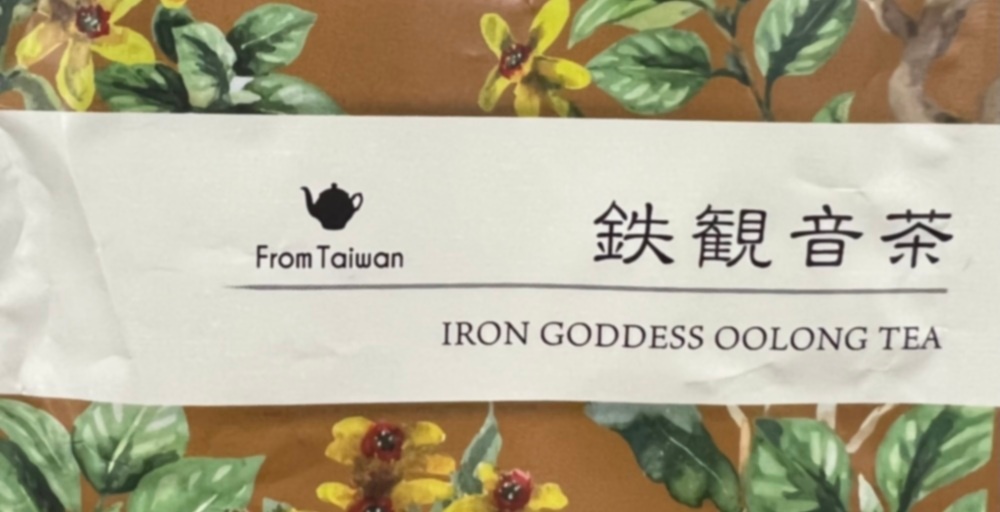 鉄観音茶
From Taiwan
IRON GODDESS OOLONG TEA